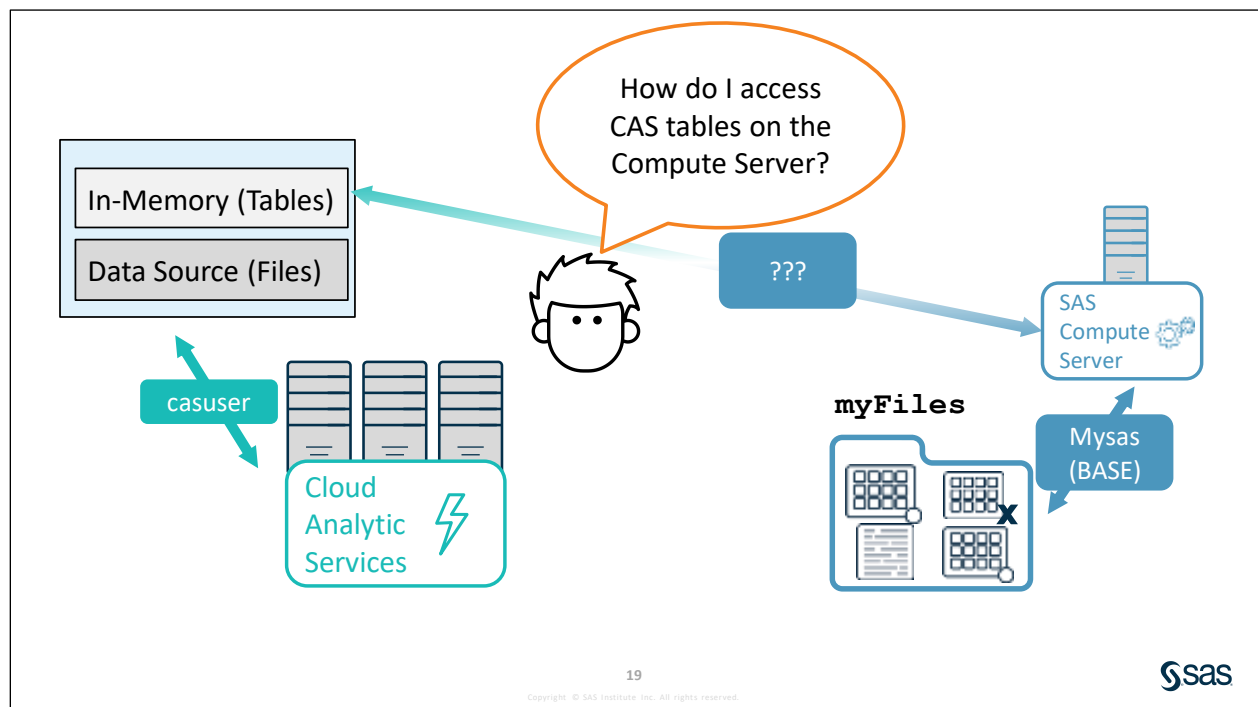 How do I access
CAS tables on the
Compute Server?
In-Memory (Tables)
Data Source (Files)
???
SAS
Compute
Server
casuser
myFiles
Mysas
(BASE)
Cloud
Analytic
Services
X
19
Copyright © SAS Institute Inc. All rights reserved.
sas